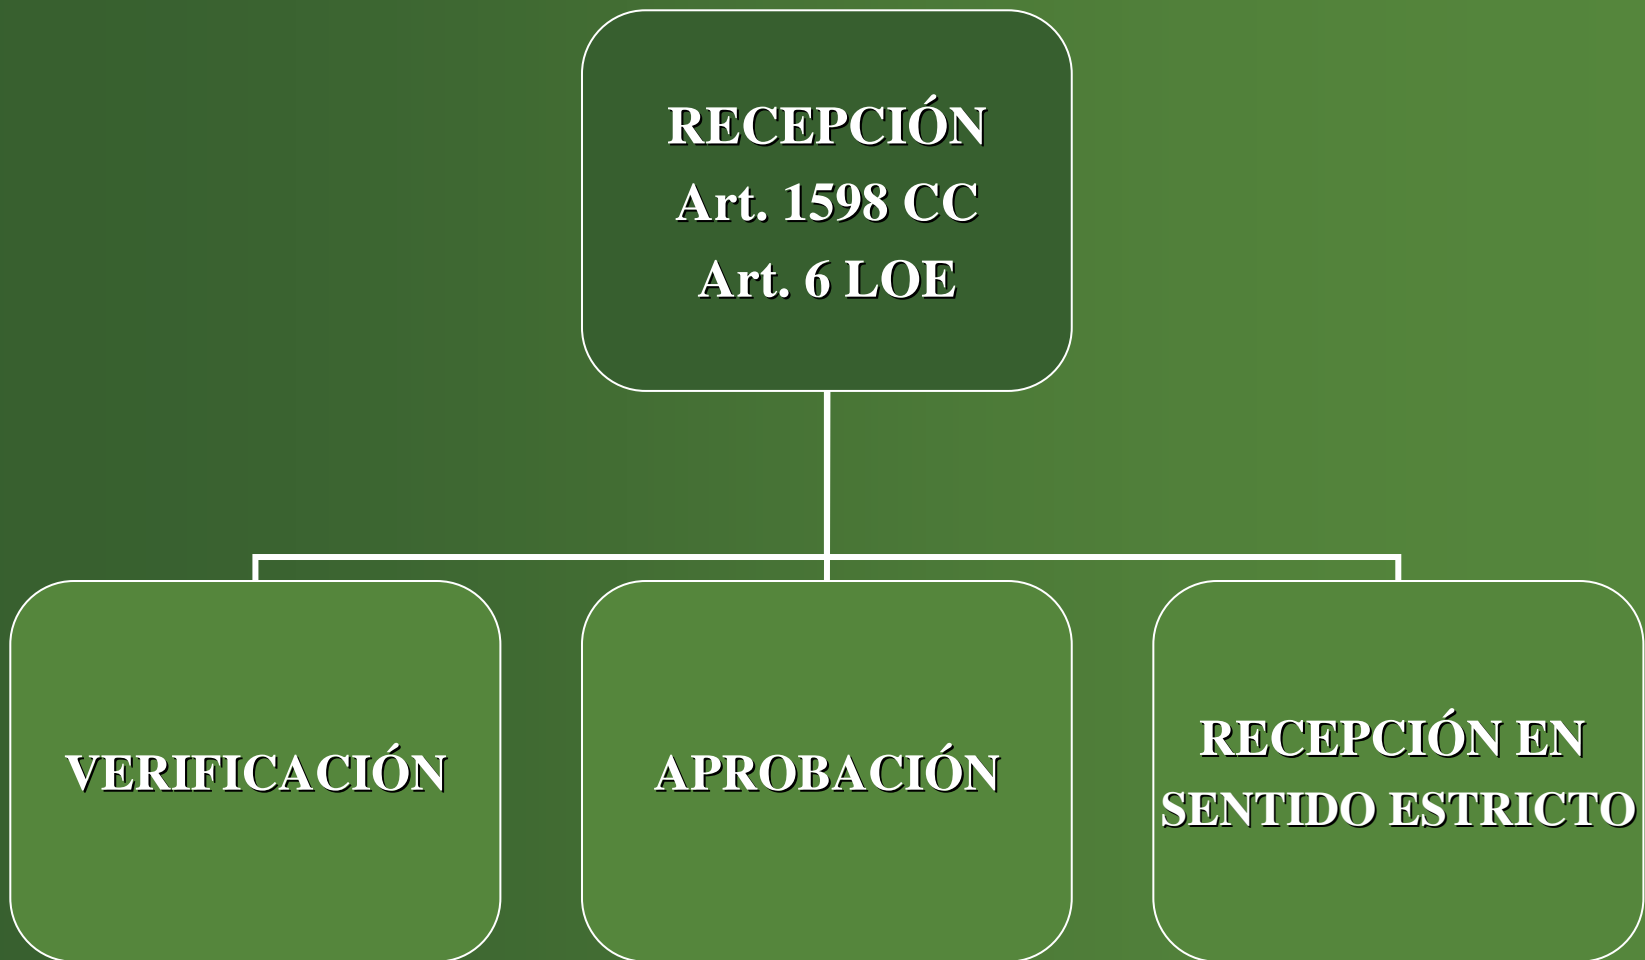 RECEPCIÓN
Art. 1598 CC
Art. 6 LOE
VERIFICACIÓN
APROBACIÓN
RECEPCIÓN EN
SENTIDO ESTRICTO